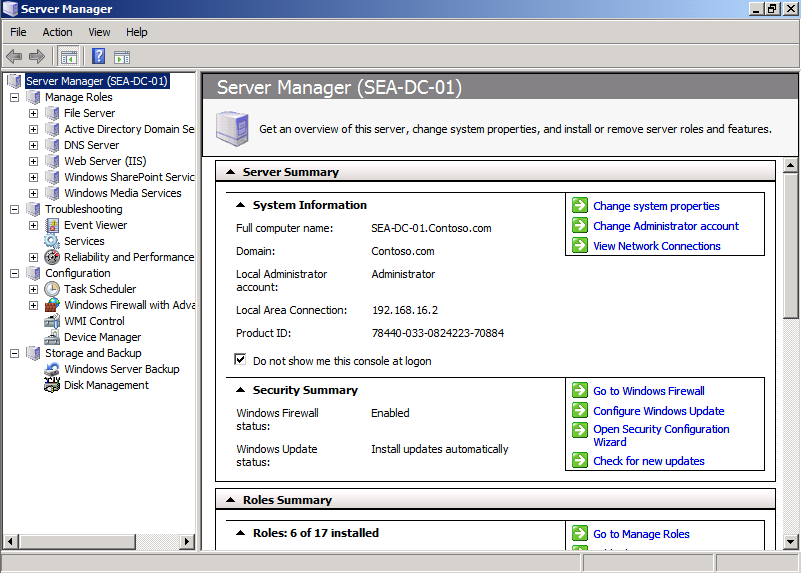 Server Manager
File Action View Help
Server Manager (SEA-DC-01)
Manage Roles
File Server
Active Directory Domain Se
DNS Server
Web Server (IIS)
Windows SharePoint Servic
Windows Media Services
Troubleshooting
Event Viewer
Services
Reliability and Performance
Configuration
Task Scheduler
Windows Firewall with Adva
WMI Control
Device Manager
Storage and Backup
Windows Server Backup
Disk Management
Server Manager (SEA-DC-01)
Get an overview of this server, change system properties, and install or remove server roles and features.
Server Summary
System Information
Full computer name: SEA-DC-01.Contoso.com
Domain: Contoso.com
Local Administrator Administrator
account:
Local Area Connection: 192.168.16.2
Product ID: 78440-033-0824223-70884
Do not show me this console at logon
Change system properties
Change Administrator account
View Network Connections
Security Summary
Windows Firewall Enabled
status:
Windows Update Install updates automatically
status:
Go to Windows Firewall
Configure Windows Update
Open Security Configuration
Wizard
Check for new updates
Roles Summary
Roles: 6 of 17 installed
Go to Manage Roles